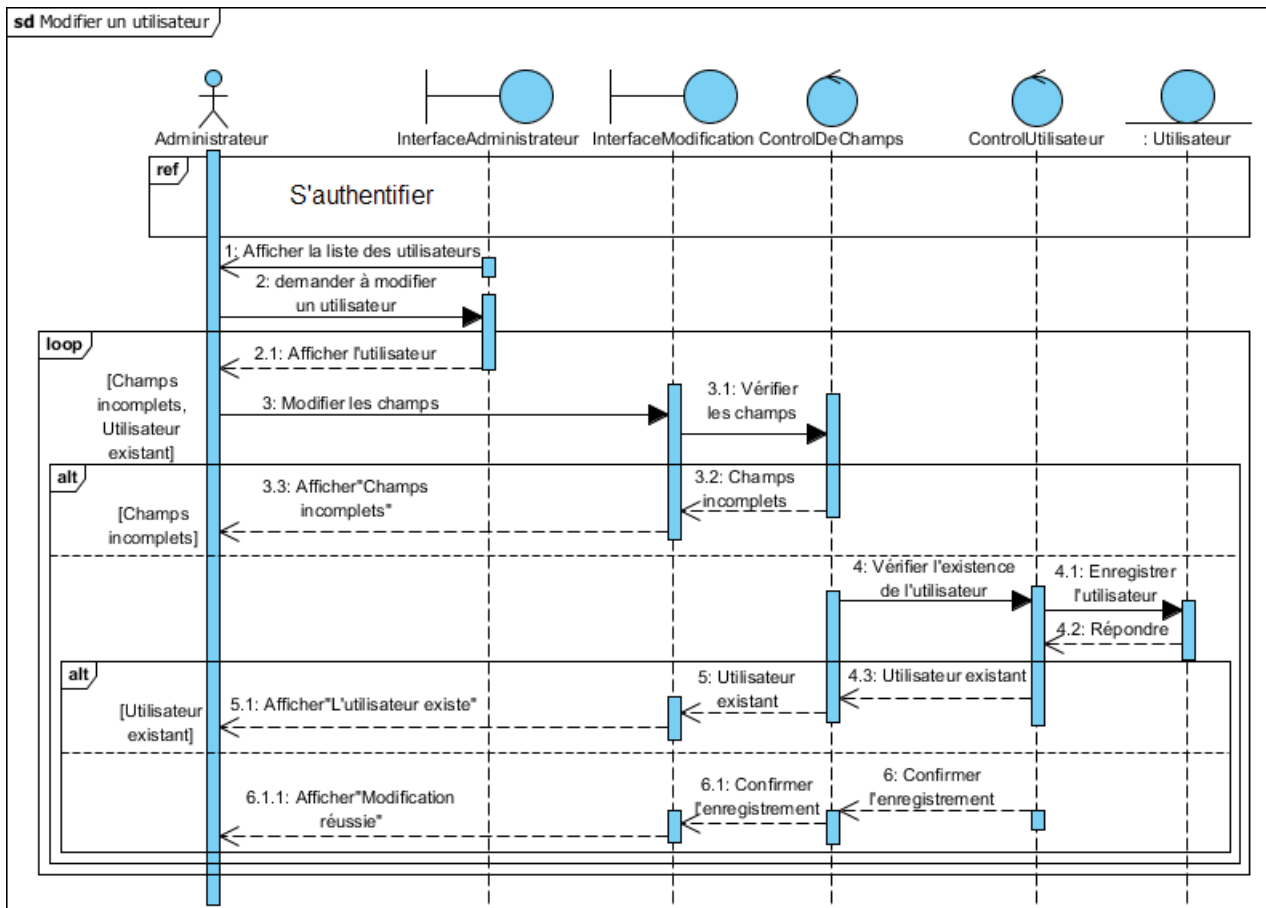 sd Modifier un utilisateur
Administrateur
InterfaceAdministrateur
InterfaceModification
ControlDeChamps
ControlUtilisateur
: Utilisateur
ref
S'authentifier
1: Afficher la liste des utilisateurs
2: demander à modifier
un utilisateur
loop
2.1: Afficher l'utilisateur
[Champs
incomplets,
Utilisateur
existant]
3: Modifier les champs
3.1: Vérifier
les champs
alt
3.3: Afficher"Champs
incomplets"
3.2: Champs
incomplets
[Champs
incomplets]
4: Vérifier l'existence
de l'utilisateur
4.1: Enregistrer
l'utilisateur
4.2: Répondre
alt
5.1: Afficher"L'utilisateur existe"
5: Utilisateur
existant
4.3: Utilisateur existant
[Utilisateur
existant]
6.1.1: Afficher"Modification
réussie"
6.1: Confirmer
l'enregistrement
6: Confirmer
l'enregistrement